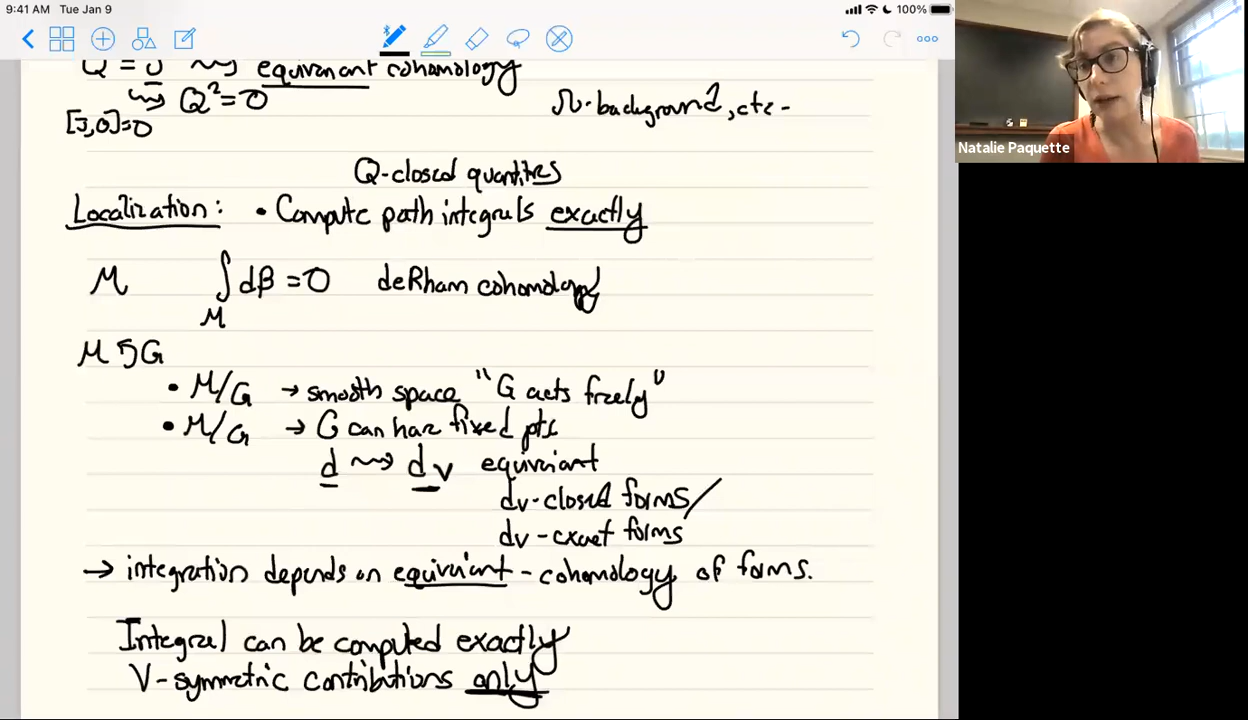 9:41 AM Tue Jan 9
100%
Q = J ⇝ equivariant cohomology
↪ Q² = 0
Ω-background, etc -
[J,O]=0
Q-closed quantities
Localization: • Compute path integrals exactly
M ∫_M dβ = 0 deRham cohomology
M ↺ G
• M/G → smooth space "G acts freely"
• M/G → G can have fixed pts
d ⇝ d_V equivariant
dv-closed forms/
dv-exact forms
→ integration depends on equivariant-cohomology of forms.
Integral can be computed exactly
V-symmetric contributions only
Natalie Paquette